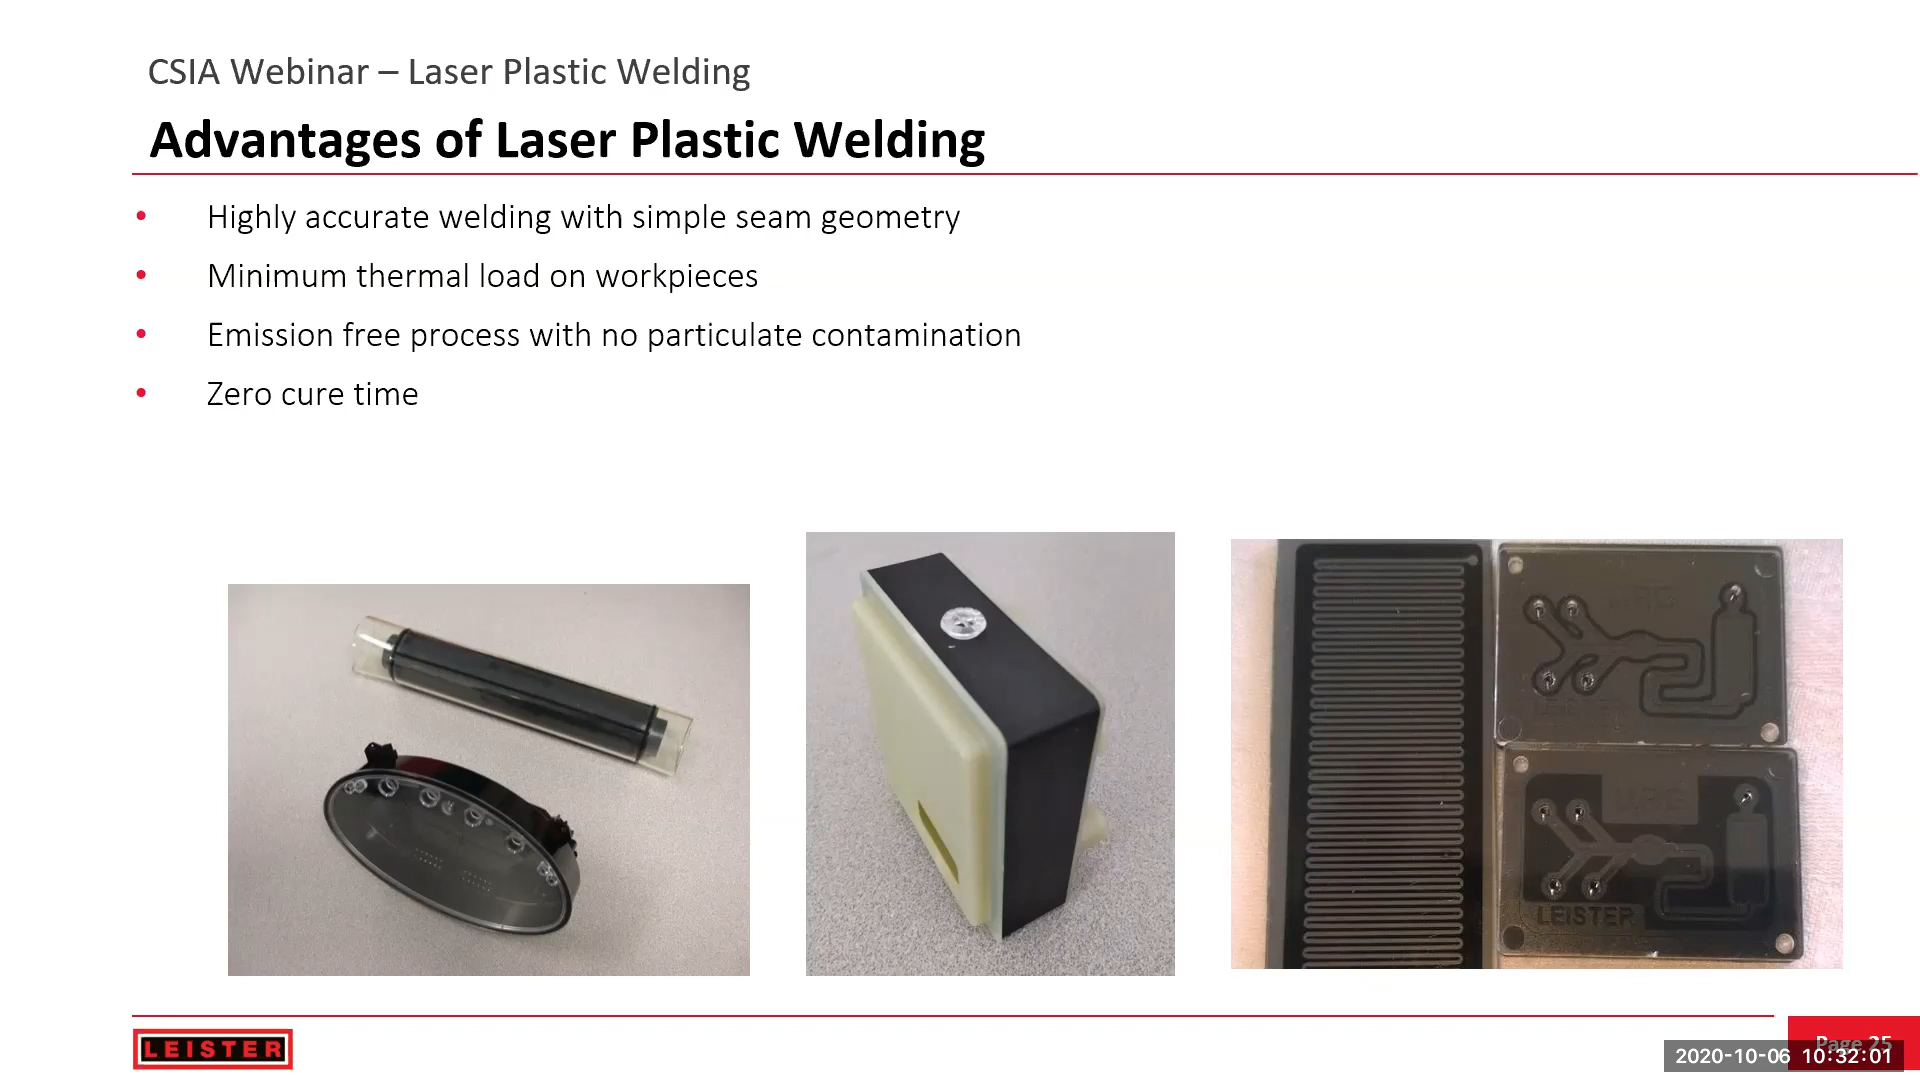 CSIA Webinar – Laser Plastic Welding
Advantages of Laser Plastic Welding
• Highly accurate welding with simple seam geometry
• Minimum thermal load on workpieces
• Emission free process with no particulate contamination
• Zero cure time
LEISTER
LEISTER
Page 25
2020-10-06 10:32:01